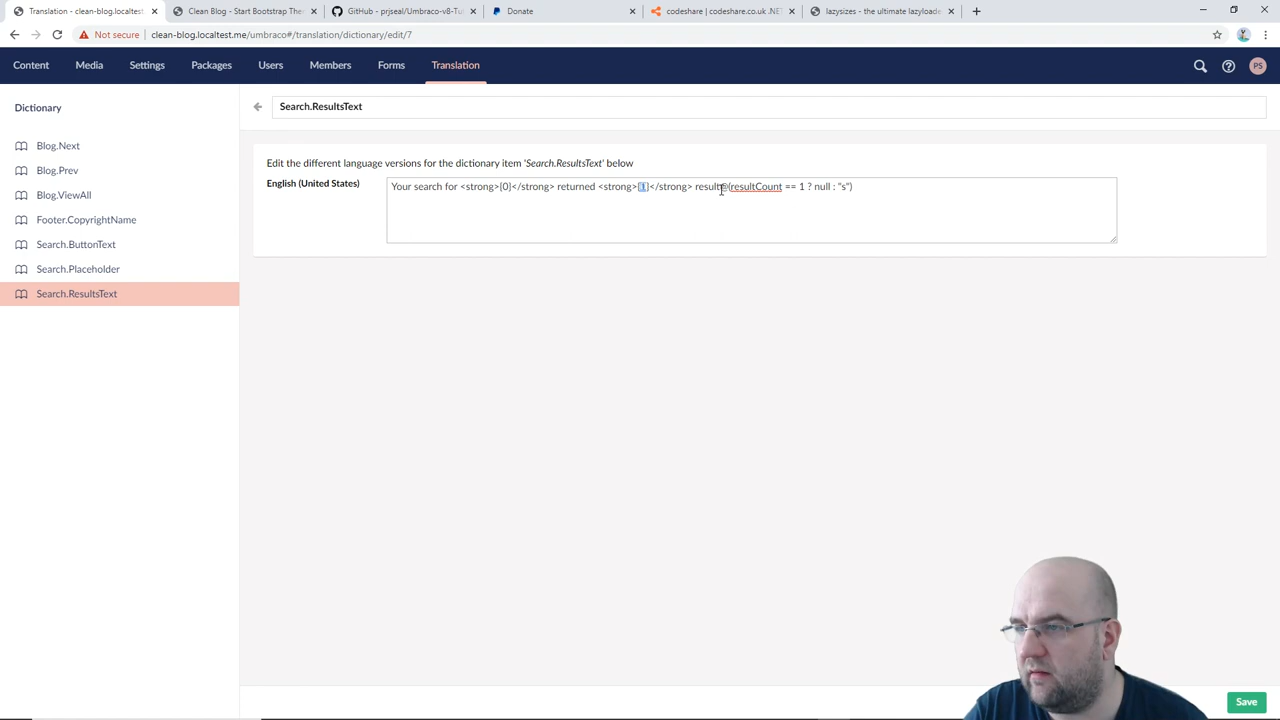 Translation - clean-blog.localtest
Clean Blog - Start Bootstrap The
GitHub - prjseal/Umbraco-v8-Tut
Donate
codeshare | codeshare.co.uk .NET
lazysizes - the ultimate lazyloade
Not secure
clean-blog.localtest.me/umbraco#/translation/dictionary/edit/7
Content
Media
Settings
Packages
Users
Members
Forms
Translation
PS
Dictionary
Search.ResultsText
Blog.Next
Blog.Prev
Blog.ViewAll
Footer.CopyrightName
Search.ButtonText
Search.Placeholder
Search.ResultsText
Edit the different language versions for the dictionary item 'Search.ResultsText' below
English (United States)
Your search for <strong>{0}</strong> returned <strong>{1}</strong> result@(resultCount == 1 ? null : "s")
Save